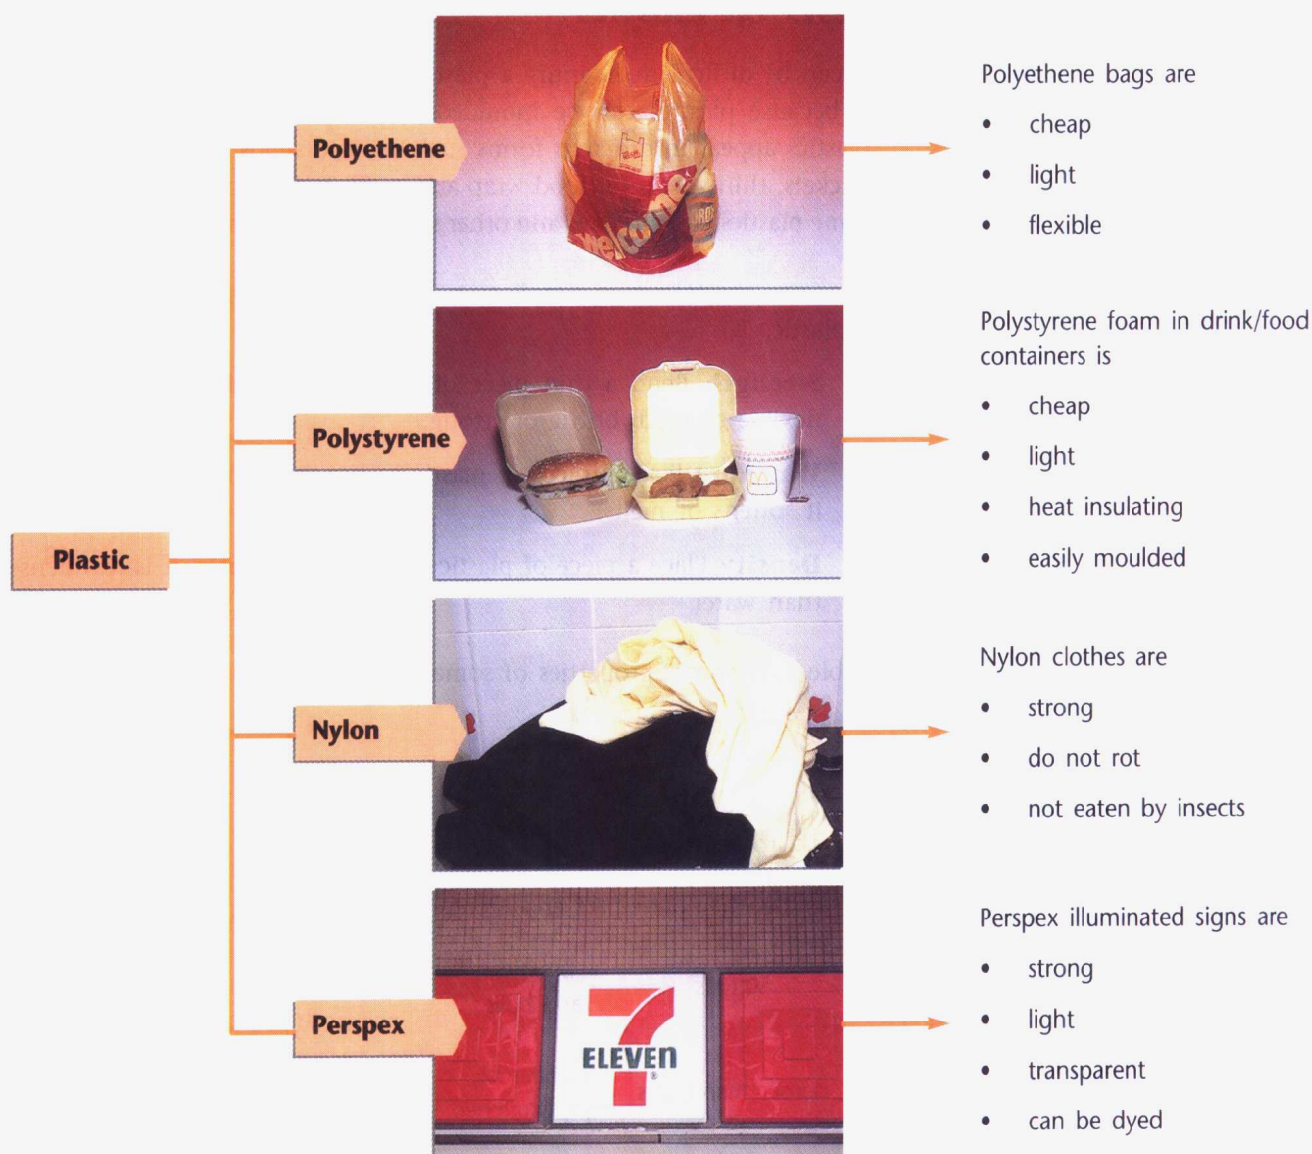 Plastic
Polyethene
welcome
Polyethene bags are
• cheap
• light
• flexible
Polystyrene
Polystyrene foam in drink/food
containers is
• cheap
• light
• heat insulating
• easily moulded
Nylon
Nylon clothes are
• strong
• do not rot
• not eaten by insects
Perspex
7
ELEVEn
®
Perspex illuminated signs are
• strong
• light
• transparent
• can be dyed